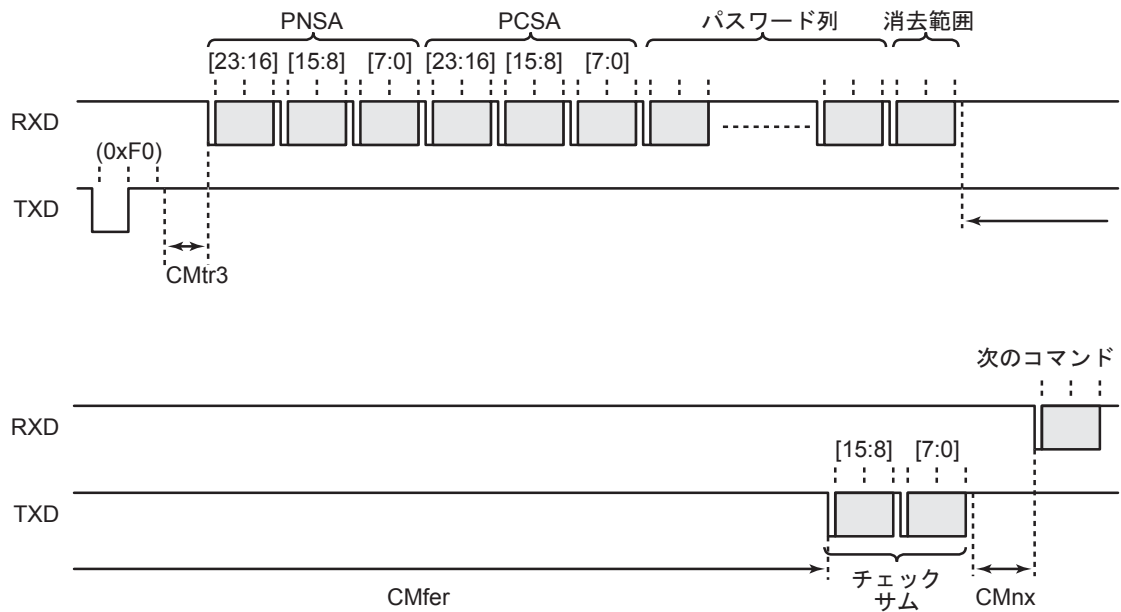 PNSA PCSA パスワード列 消去範囲
[23:16] [15:8] [7:0] [23:16] [15:8] [7:0]
RXD
(0xF0)
TXD
CMtr3
次のコマンド
RXD
[15:8] [7:0]
TXD
チェック
サム
CMfer CMnx